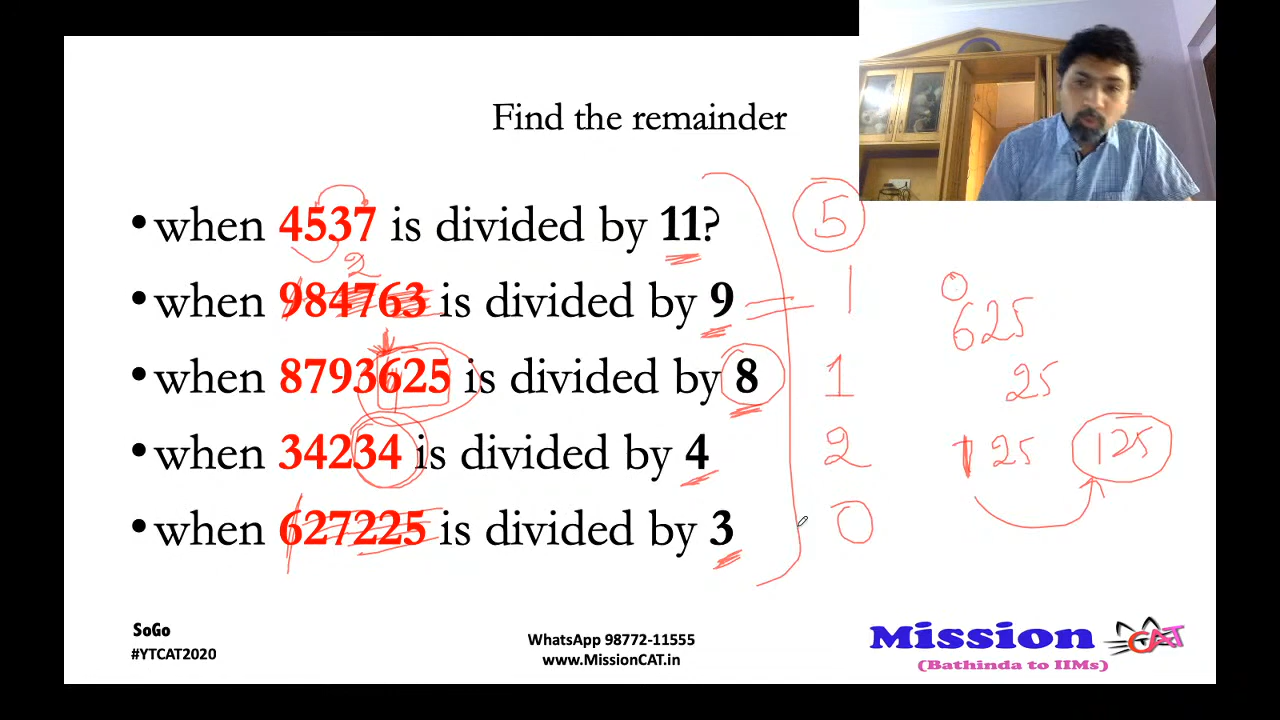 Find the remainder
• when 4537 is divided by 11? 5
2
• when 984763 is divided by 9 1
0
625
• when 8793625 is divided by 8 1
25
• when 34234 is divided by 4 2
125 125
• when 627225 is divided by 3 0
SoGo
#YTCAT2020
WhatsApp 98772-11555
www.MissionCAT.in
Mission CAT
(Bathinda to IIMs)